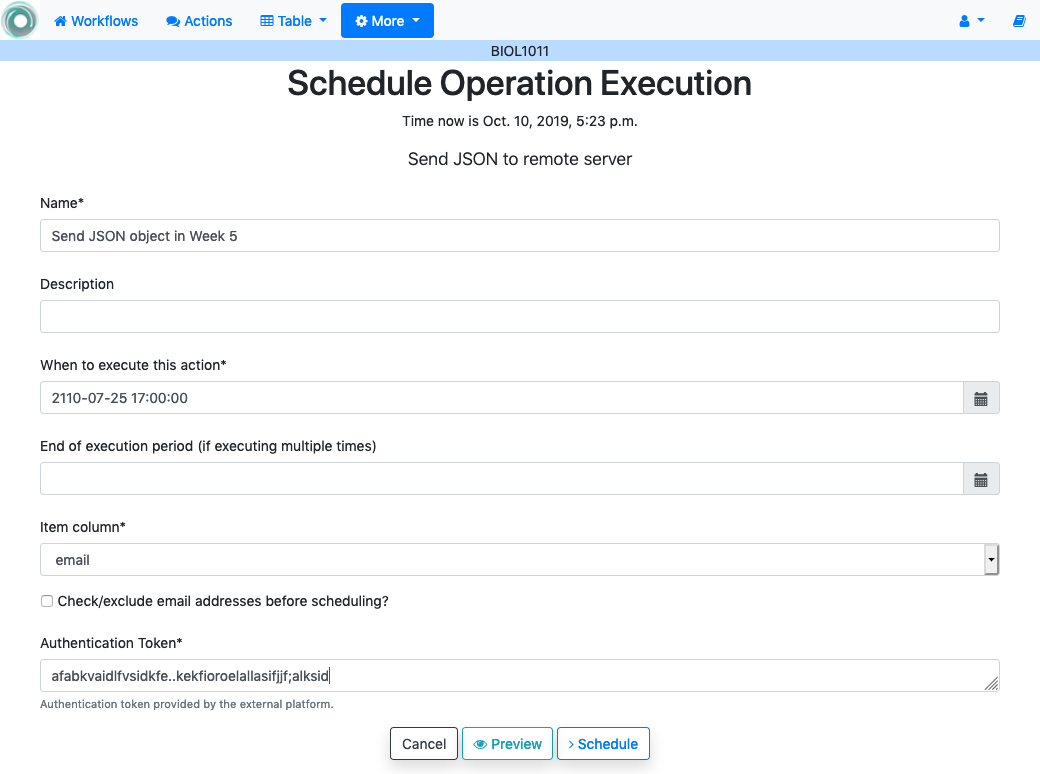 Workflows Actions Table More
BIOL1011
Schedule Operation Execution
Time now is Oct. 10, 2019, 5:23 p.m.
Send JSON to remote server
Name*
Send JSON object in Week 5
Description
When to execute this action*
2110-07-25 17:00:00
End of execution period (if executing multiple times)
Item column*
email
Check/exclude email addresses before scheduling?
Authentication Token*
afabkvaidlfvsidkfe..kekfioroelallasifjjf;alksid
Authentication token provided by the external platform.
Cancel Preview Schedule